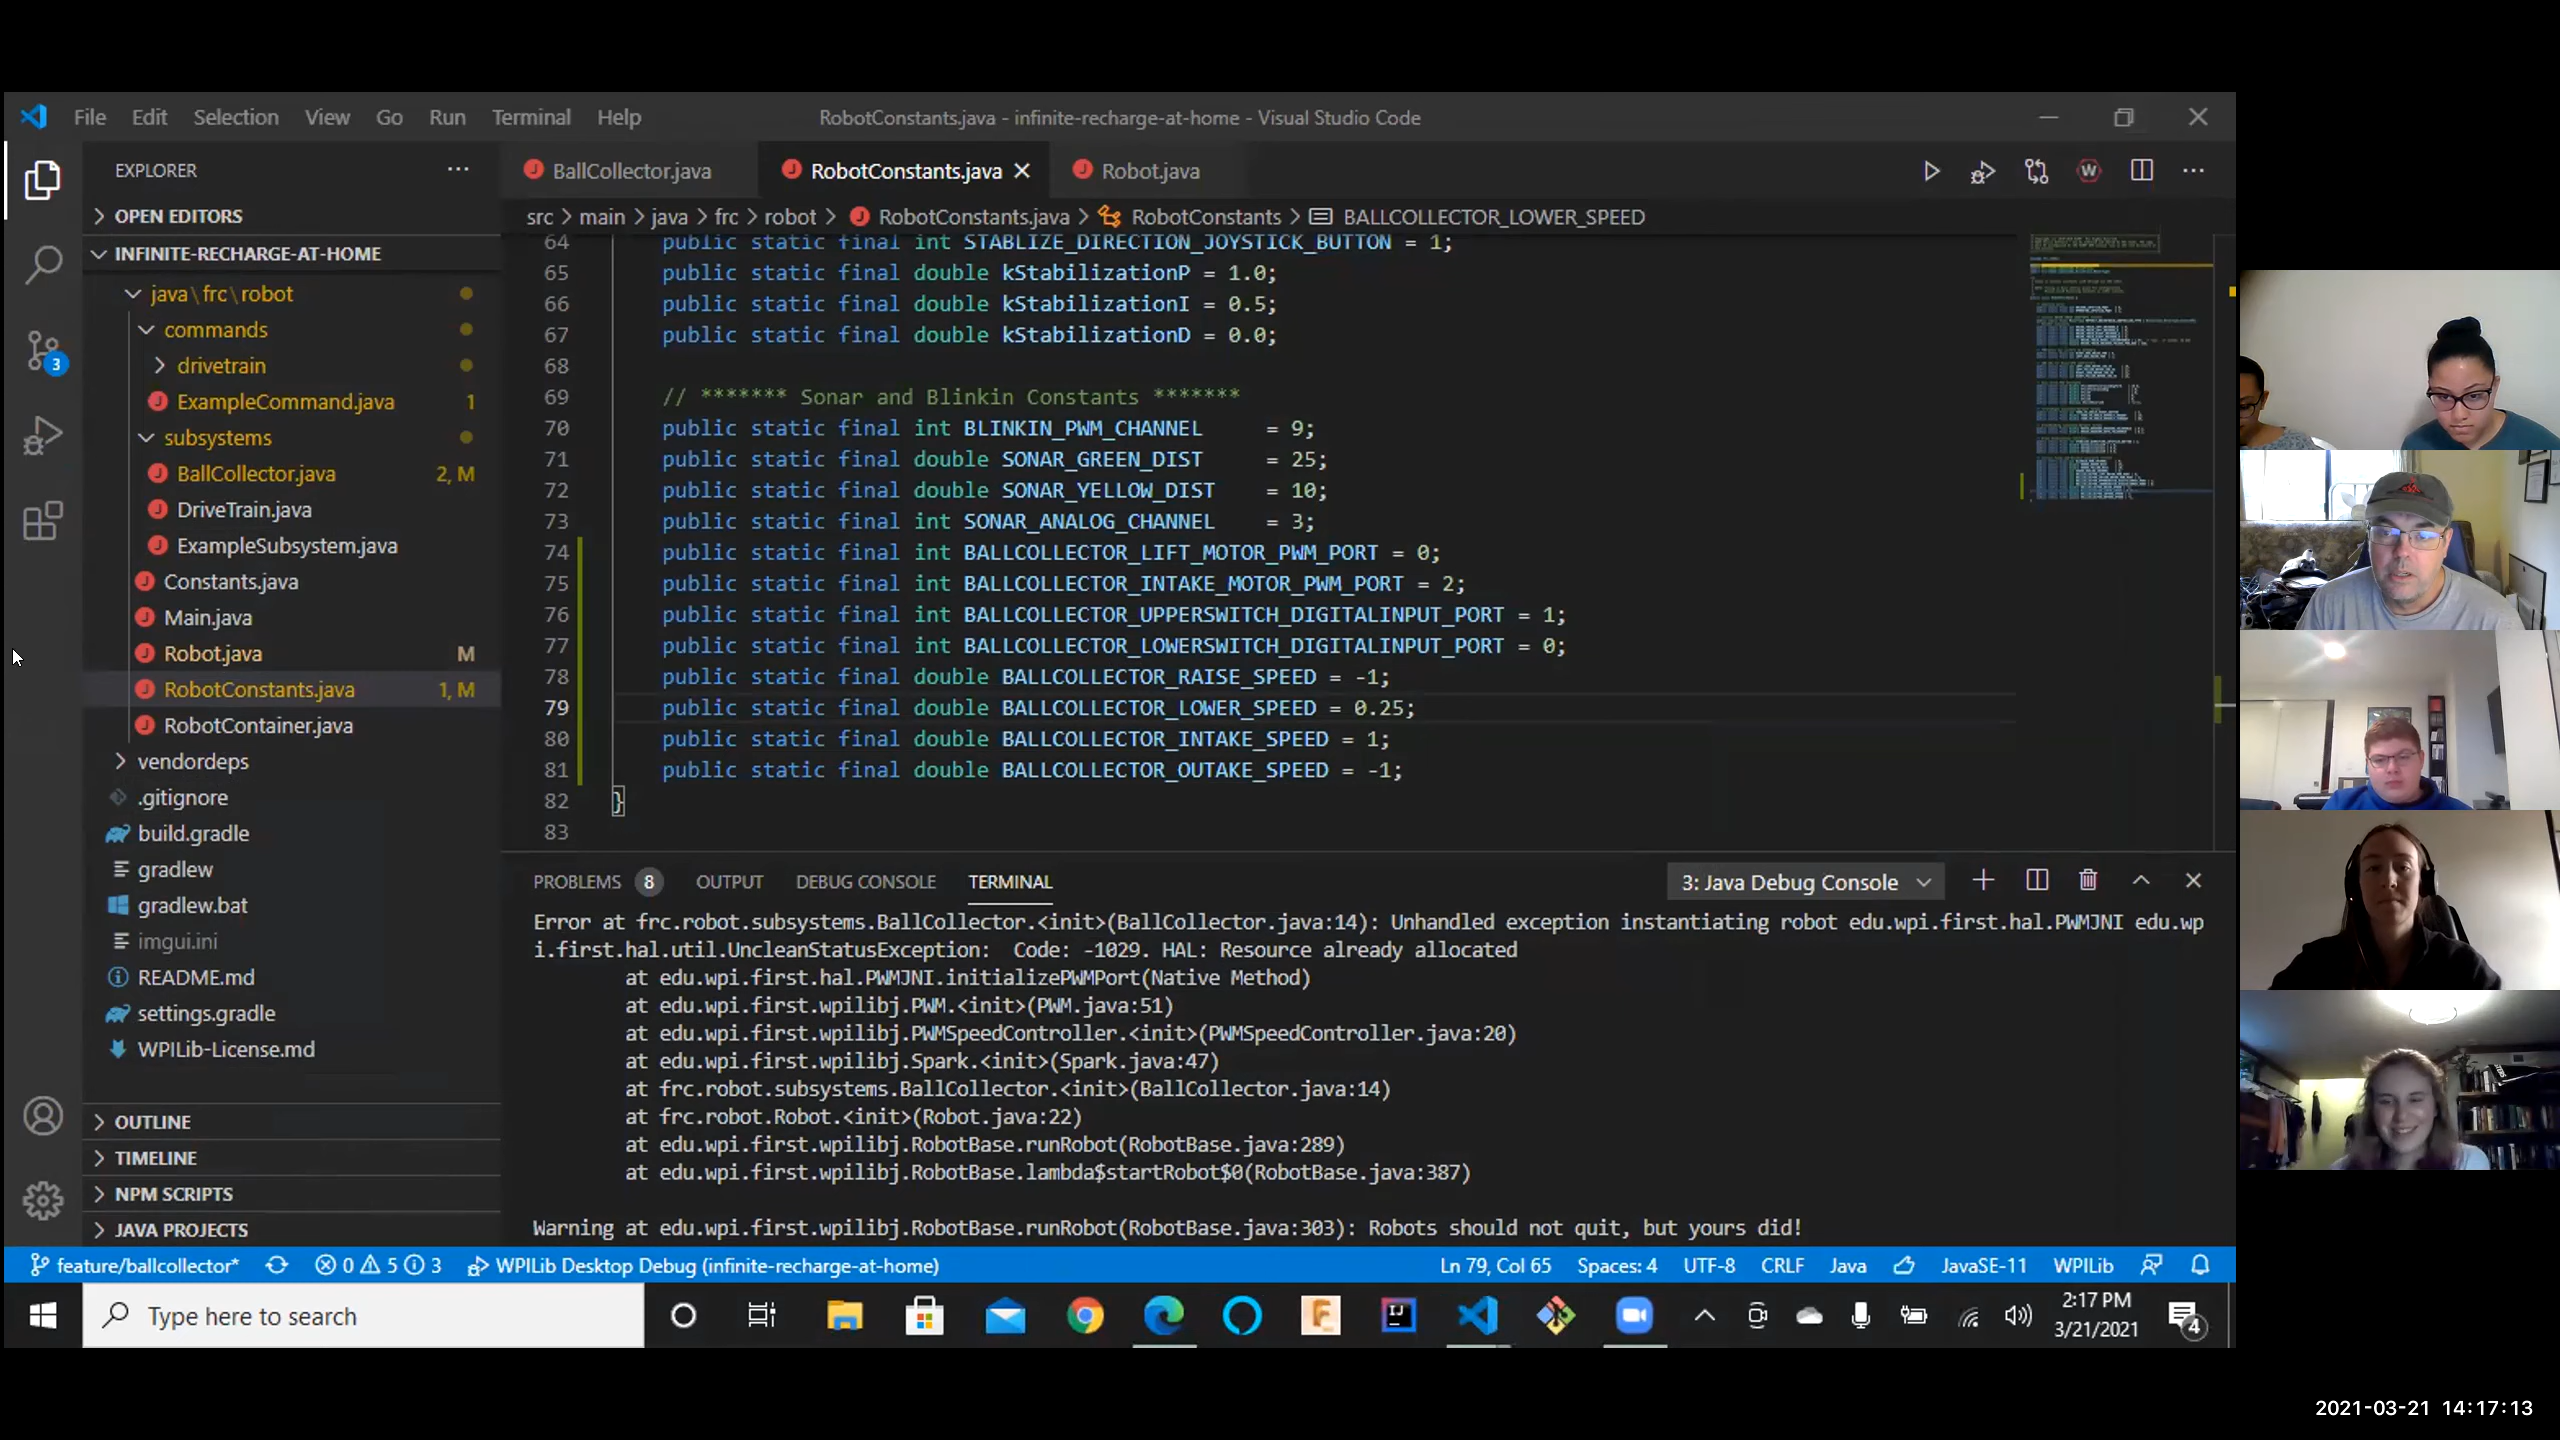 File Edit Selection View Go Run Terminal Help RobotConstants.java - infinite-recharge-at-home - Visual Studio Code
EXPLORER
BallCollector.java RobotConstants.java Robot.java
OPEN EDITORS
src > main > java > frc > robot > RobotConstants.java > RobotConstants > BALLCOLLECTOR_LOWER_SPEED
INFINITE-RECHARGE-AT-HOME
java\frc\robot
commands
drivetrain
ExampleCommand.java 1
subsystems
BallCollector.java 2, M
DriveTrain.java
ExampleSubsystem.java
Constants.java
Main.java
Robot.java M
RobotConstants.java 1, M
RobotContainer.java
vendordeps
.gitignore
build.gradle
gradlew
gradlew.bat
imgui.ini
README.md
settings.gradle
WPILib-License.md
OUTLINE
TIMELINE
NPM SCRIPTS
JAVA PROJECTS
3
64 public static final int STABLIZE_DIRECTION_JOYSTICK_BUTTON = 1;
65 public static final double kStabilizationP = 1.0;
66 public static final double kStabilizationI = 0.5;
67 public static final double kStabilizationD = 0.0;
68
69 // ******* Sonar and Blinkin Constants *******
70 public static final int BLINKIN_PWM_CHANNEL = 9;
71 public static final double SONAR_GREEN_DIST = 25;
72 public static final double SONAR_YELLOW_DIST = 10;
73 public static final int SONAR_ANALOG_CHANNEL = 3;
74 public static final int BALLCOLLECTOR_LIFT_MOTOR_PWM_PORT = 0;
75 public static final int BALLCOLLECTOR_INTAKE_MOTOR_PWM_PORT = 2;
76 public static final int BALLCOLLECTOR_UPPERSWITCH_DIGITALINPUT_PORT = 1;
77 public static final int BALLCOLLECTOR_LOWERSWITCH_DIGITALINPUT_PORT = 0;
78 public static final double BALLCOLLECTOR_RAISE_SPEED = -1;
79 public static final double BALLCOLLECTOR_LOWER_SPEED = 0.25;
80 public static final double BALLCOLLECTOR_INTAKE_SPEED = 1;
81 public static final double BALLCOLLECTOR_OUTAKE_SPEED = -1;
82 }
83
PROBLEMS 8 OUTPUT DEBUG CONSOLE TERMINAL 3: Java Debug Console
Error at frc.robot.subsystems.BallCollector.<init>(BallCollector.java:14): Unhandled exception instantiating robot edu.wpi.first.hal.PWMJNI edu.wp
i.first.hal.util.UncleanStatusException:  Code: -1029. HAL: Resource already allocated
at edu.wpi.first.hal.PWMJNI.initializePWMPort(Native Method)
at edu.wpi.first.wpilibj.PWM.<init>(PWM.java:51)
at edu.wpi.first.wpilibj.PWMSpeedController.<init>(PWMSpeedController.java:20)
at edu.wpi.first.wpilibj.Spark.<init>(Spark.java:47)
at frc.robot.subsystems.BallCollector.<init>(BallCollector.java:14)
at frc.robot.Robot.<init>(Robot.java:22)
at edu.wpi.first.wpilibj.RobotBase.runRobot(RobotBase.java:289)
at edu.wpi.first.wpilibj.RobotBase.lambda$startRobot$0(RobotBase.java:387)
Warning at edu.wpi.first.wpilibj.RobotBase.runRobot(RobotBase.java:303): Robots should not quit, but yours did!
feature/ballcollector* 0 5 3 WPILib Desktop Debug (infinite-recharge-at-home) Ln 79, Col 65 Spaces: 4 UTF-8 CRLF Java JavaSE-11 WPILib
Type here to search
2:17 PM
3/21/2021
4
2021-03-21 14:17:13